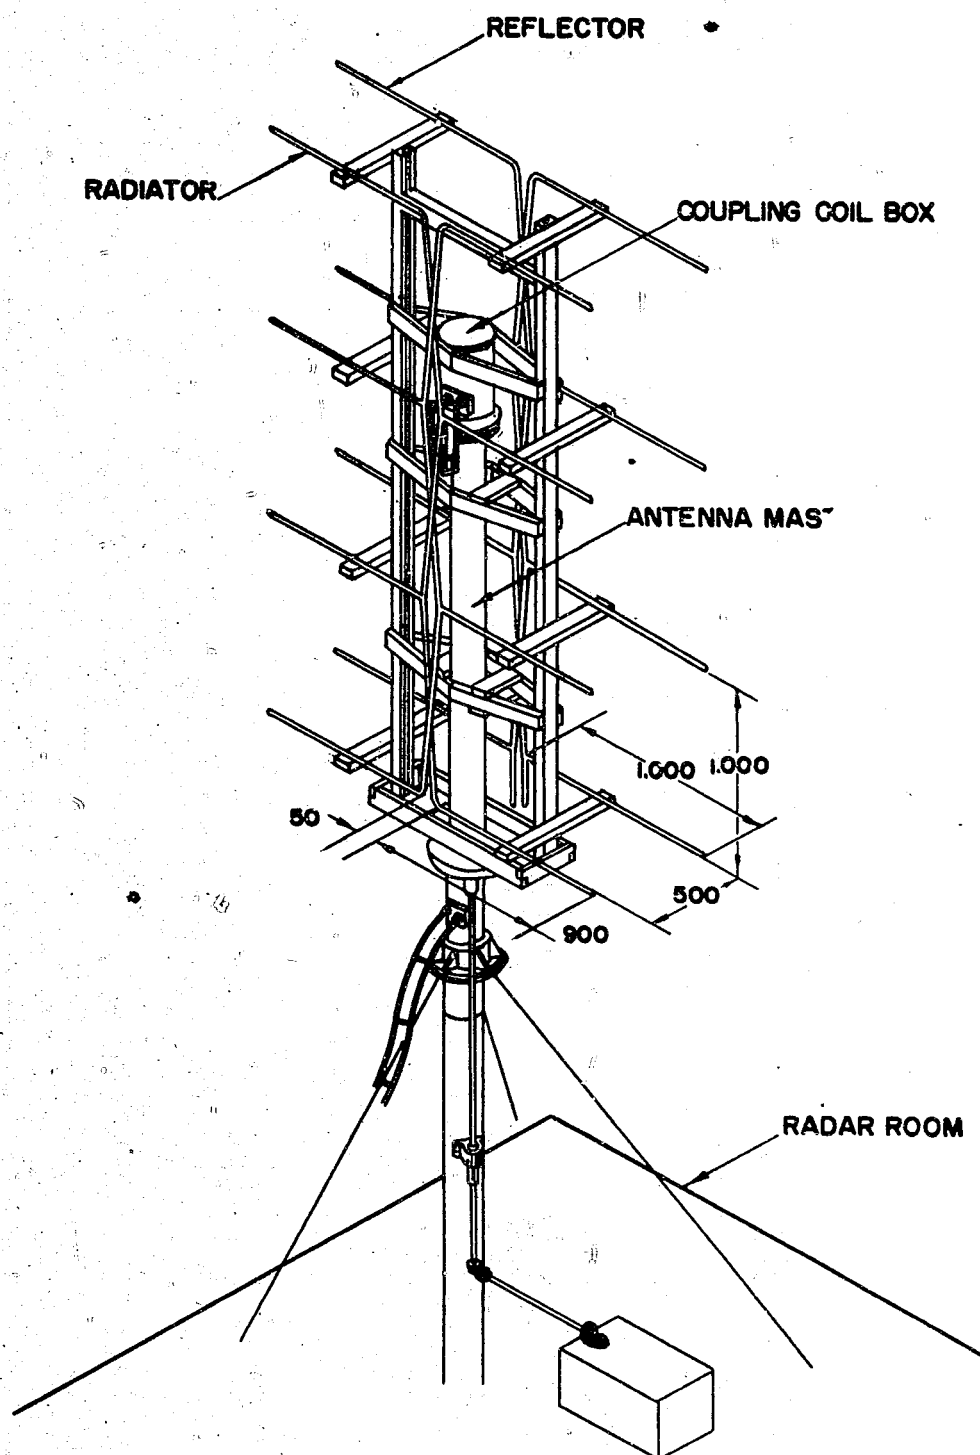 REFLECTOR
RADIATOR
COUPLING COIL BOX
ANTENNA MAS
1.000 1.000
50
500
900
RADAR ROOM